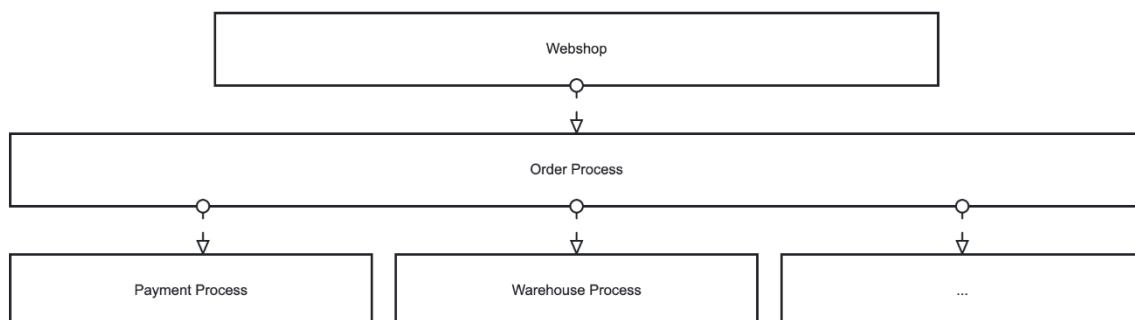 Webshop
Order Process
Payment Process
Warehouse Process
...